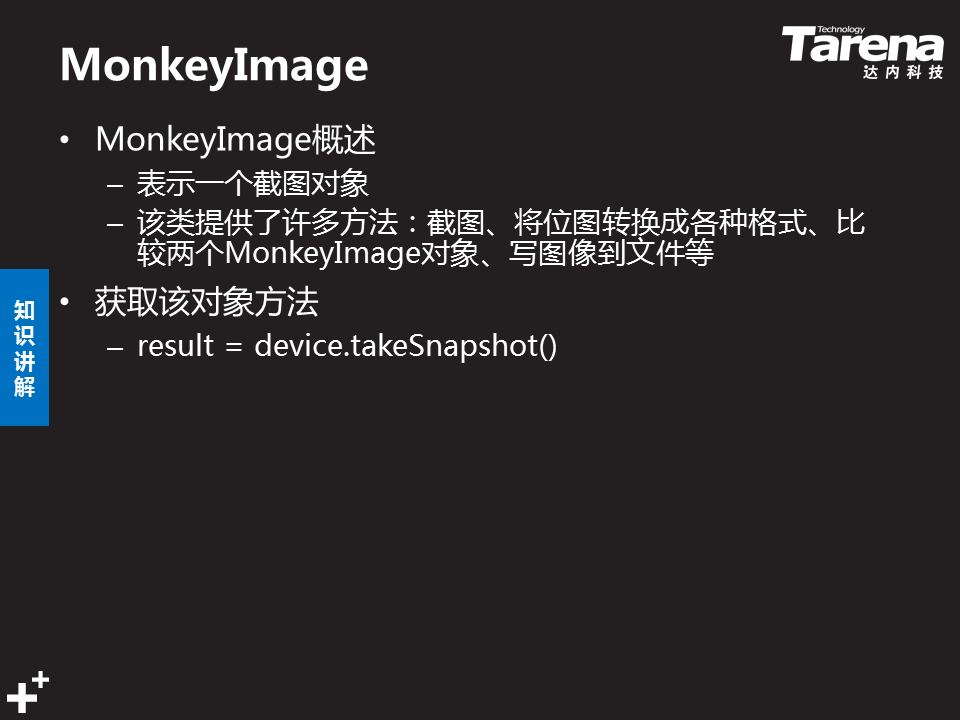 MonkeyImage
Technology
Tarena
达内科技
• MonkeyImage概述
– 表示一个截图对象
– 该类提供了许多方法：截图、将位图转换成各种格式、比
较两个MonkeyImage对象、写图像到文件等
• 获取该对象方法
– result = device.takeSnapshot()
知
识
讲
解